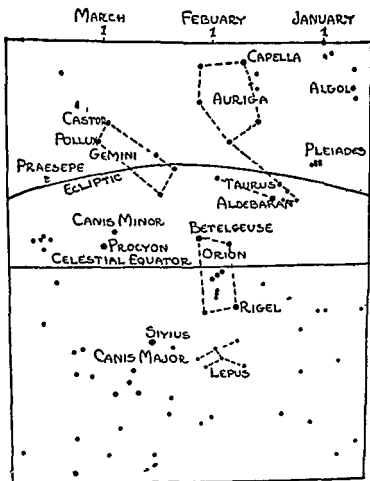 MARCH FEBUARY JANUARY
1 1 1
CAPELLA
AURIGA
ALGOL
CASTOR
POLLUX
GEMINI
PLEIADES
PRAESEPE
ECLIPTIC
TAURUS
ALDEBARAN
CANIS MINOR
BETELGEUSE
PROCYON
ORION
CELESTIAL EQUATOR
RIGEL
SIYIUS
CANIS MAJOR
LEPUS